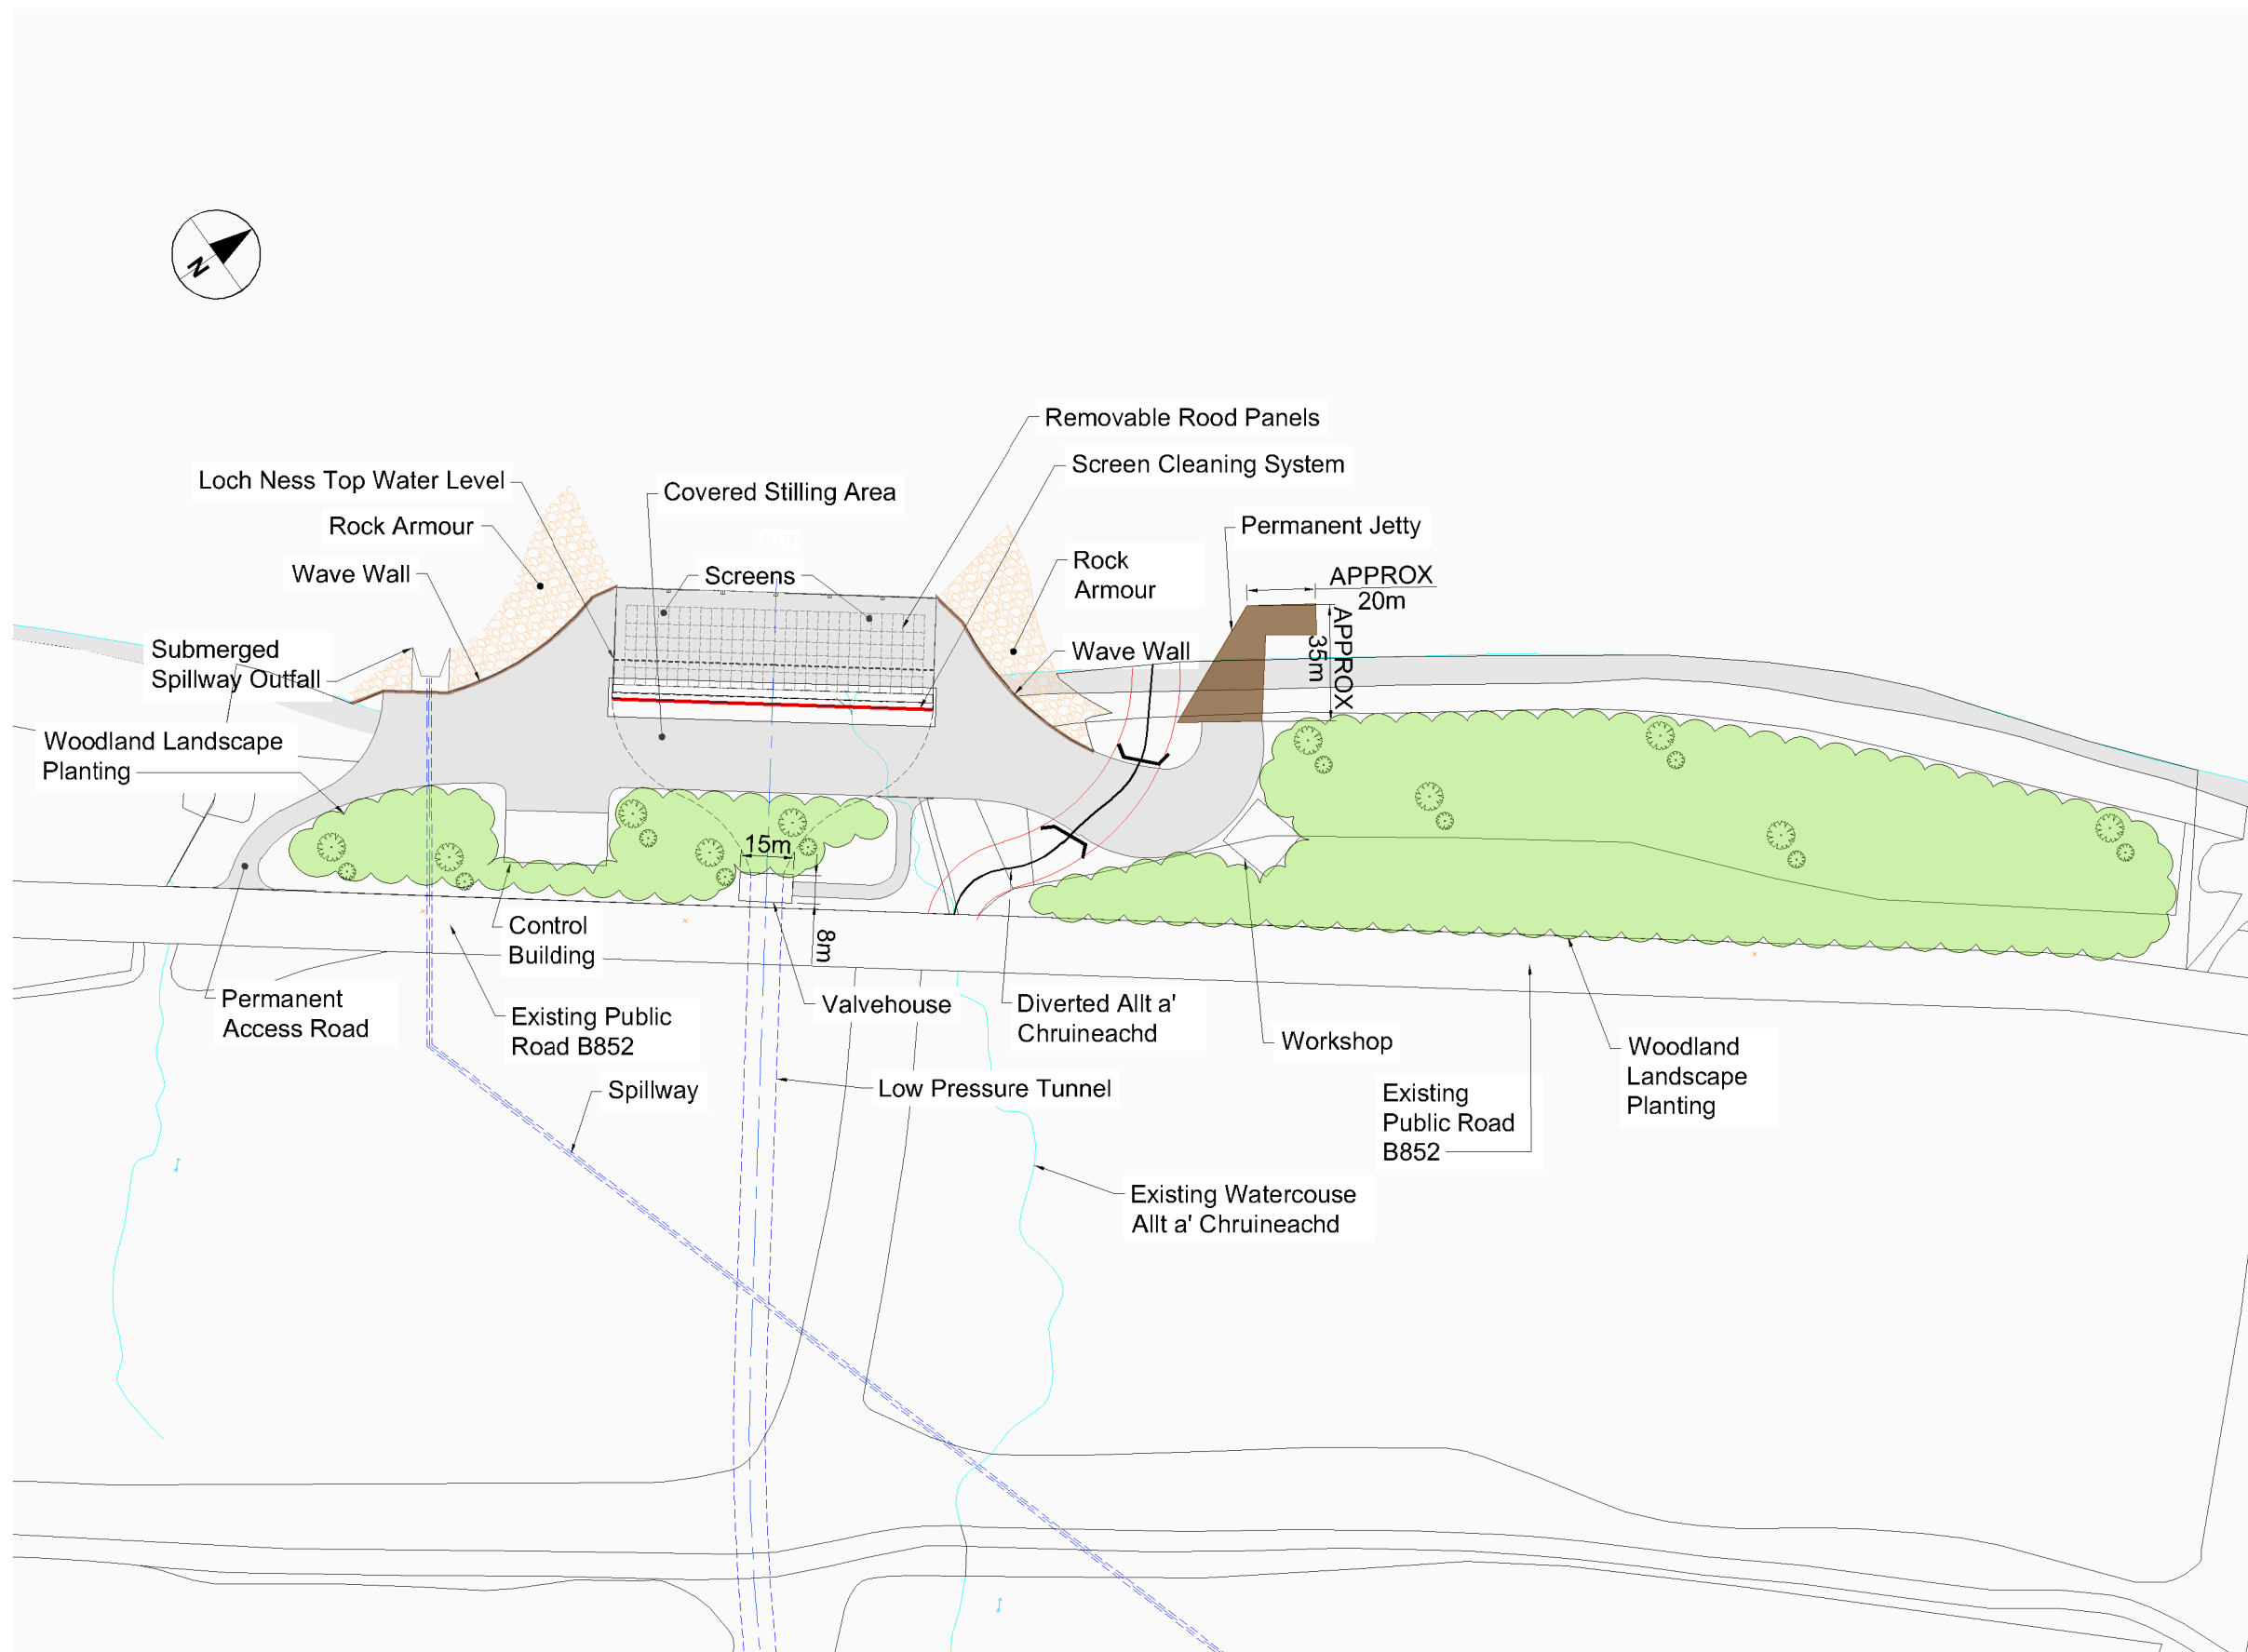 N
Removable Rood Panels
Screen Cleaning System
Loch Ness Top Water Level
Covered Stilling Area
Rock Armour
Permanent Jetty
90m
Wave Wall
Screens
Rock
Armour
APPROX
20m
APPROX
35m
Submerged
Spillway Outfall
Wave Wall
Woodland Landscape
Planting
15m
8m
Control
Building
Permanent
Access Road
Existing Public
Road B852
Valvehouse
Diverted Allt a'
Chruineachd
Workshop
Woodland
Landscape
Planting
Spillway
Low Pressure Tunnel
Existing
Public Road
B852
Existing Watercouse
Allt a' Chruineachd